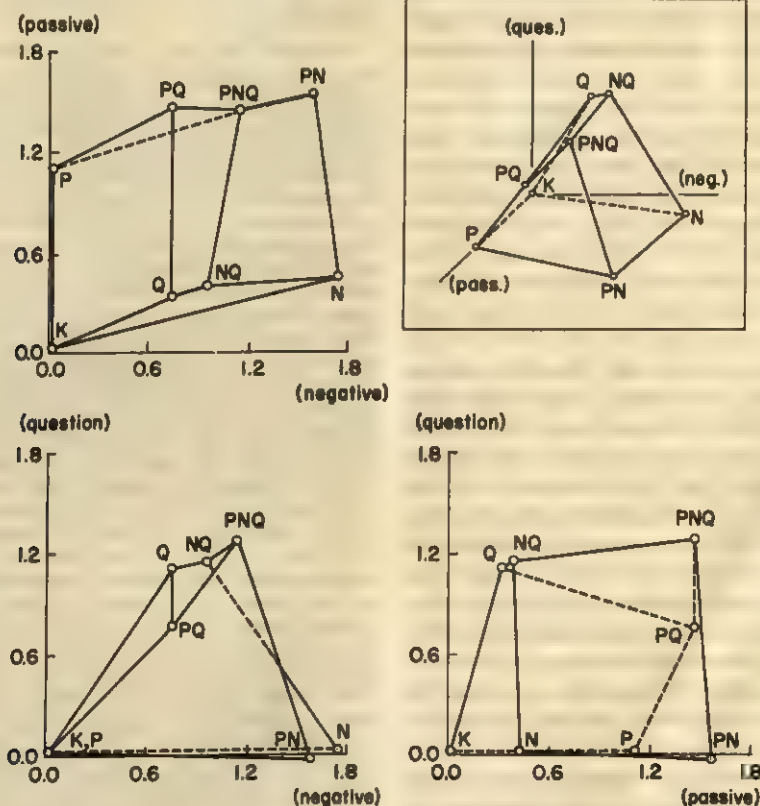 (passive)
1.8
1.2
0.6
0.0
PQ
PNQ
PN
P
Q
NQ
N
K
0.0
0.6
1.2
1.8
(negative)
(ques.)
Q
NQ
PNQ
PQ
K
(neg.)
N
P
(pass.)
PN
(question)
1.8
1.2
0.6
0.0
PNQ
Q
NQ
PQ
K,P
PN
N
0.0
0.6
1.2
1.8
(negative)
(question)
1.8
1.2
0.6
0.0
Q
NQ
PNQ
PQ
K
N
P
PN
0.0
0.6
1.2
1.8
(passive)